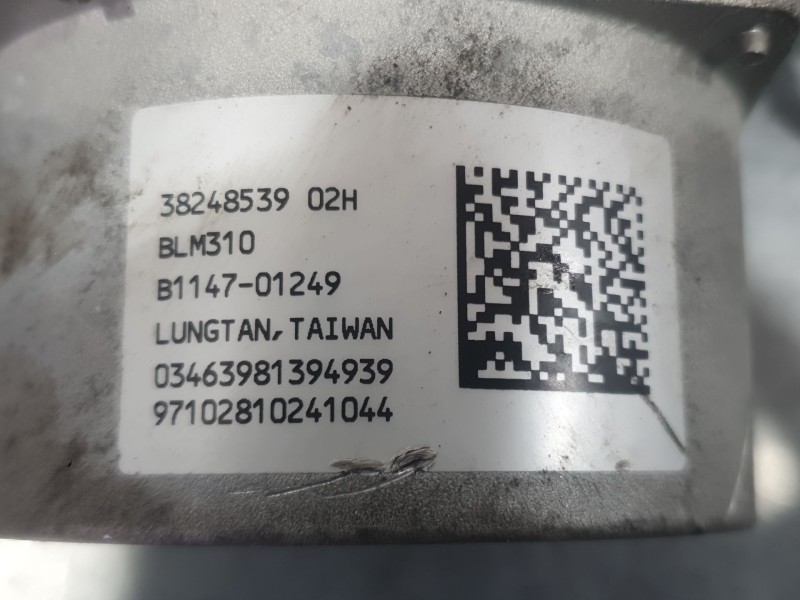 38248539 02H
BLM310
B1147-01249
LUNGTAN, TAIWAN
03463981394939
97102810241044